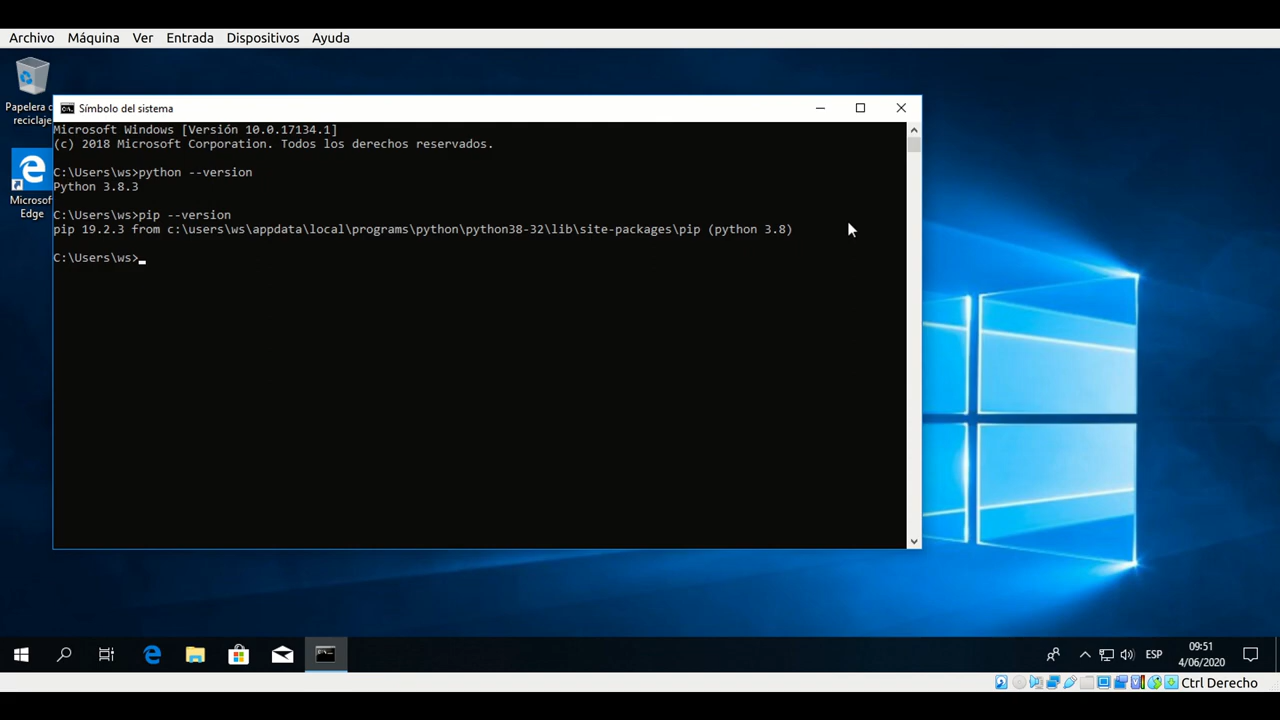 Archivo Máquina Ver Entrada Dispositivos Ayuda
Papelera d
reciclaje
Microsof
Edge
Símbolo del sistema
Microsoft Windows [Versión 10.0.17134.1]
(c) 2018 Microsoft Corporation. Todos los derechos reservados.
C:\Users\ws>python --version
Python 3.8.3
C:\Users\ws>pip --version
pip 19.2.3 from c:\users\ws\appdata\local\programs\python\python38-32\lib\site-packages\pip (python 3.8)
C:\Users\ws>
ESP
09:51
4/06/2020
Ctrl Derecho